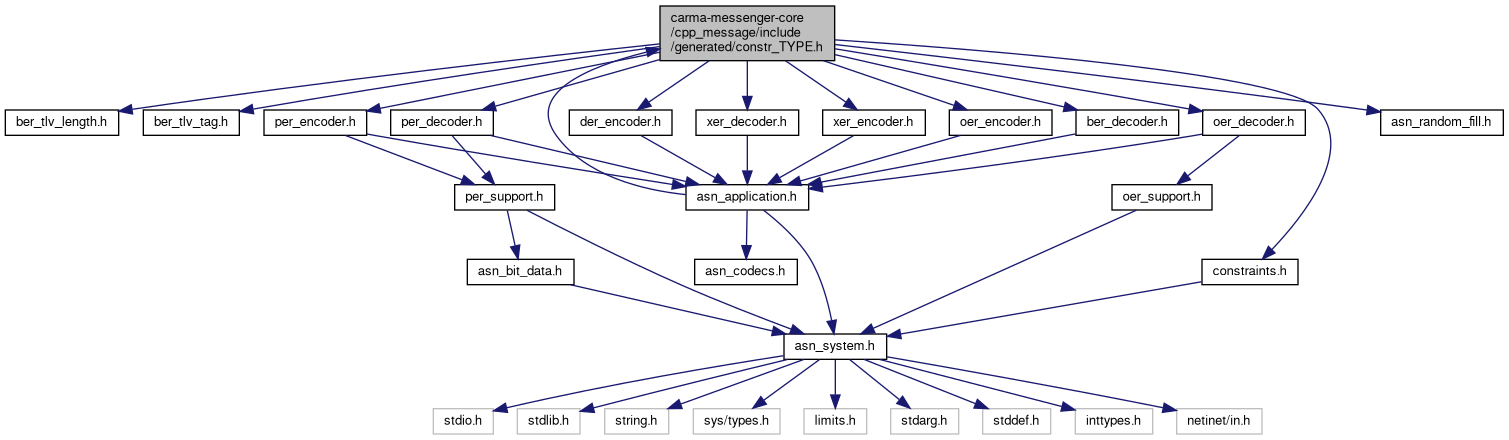 carma-messenger-core
/cpp_message/include
/generated/constr_TYPE.h
ber_tlv_length.h
ber_tlv_tag.h
per_encoder.h
per_decoder.h
der_encoder.h
xer_decoder.h
xer_encoder.h
oer_encoder.h
ber_decoder.h
oer_decoder.h
asn_random_fill.h
per_support.h
asn_application.h
oer_support.h
asn_bit_data.h
asn_codecs.h
constraints.h
asn_system.h
stdio.h
stdlib.h
string.h
sys/types.h
limits.h
stdarg.h
stddef.h
inttypes.h
netinet/in.h